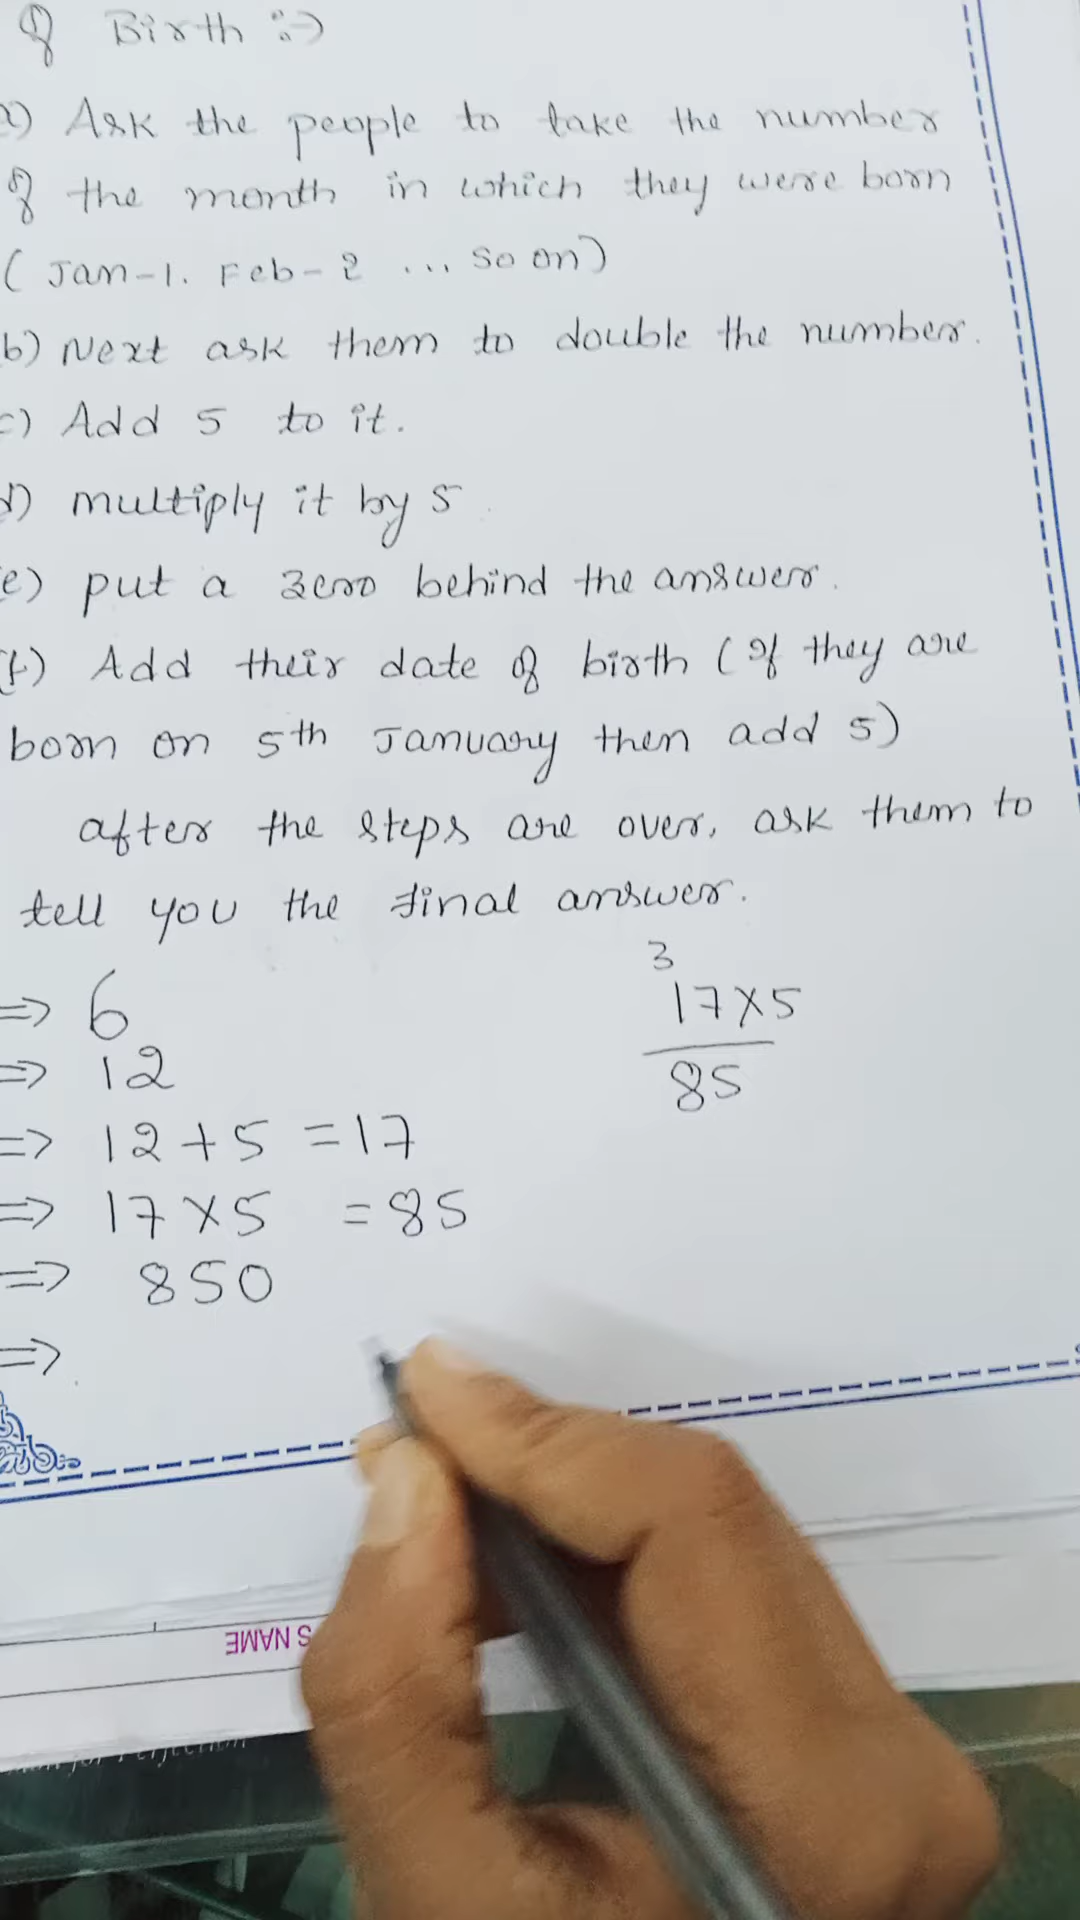 Of Birth :-)
a) Ask the people to take the number
of the month in which they were born
( Jan-1. Feb-2 ... so on)
b) Next ask them to double the number.
c) Add 5 to it.
d) multiply it by 5
e) put a zero behind the answer.
(f) Add their date of birth (If they are
born on 5th January then add 5)
after the steps are over, ask them to
tell you the final answer.
3
17×5
85
=> 6
=> 12
=> 12+5 =17
=> 17×5 =85
=> 850
=>
S NAME